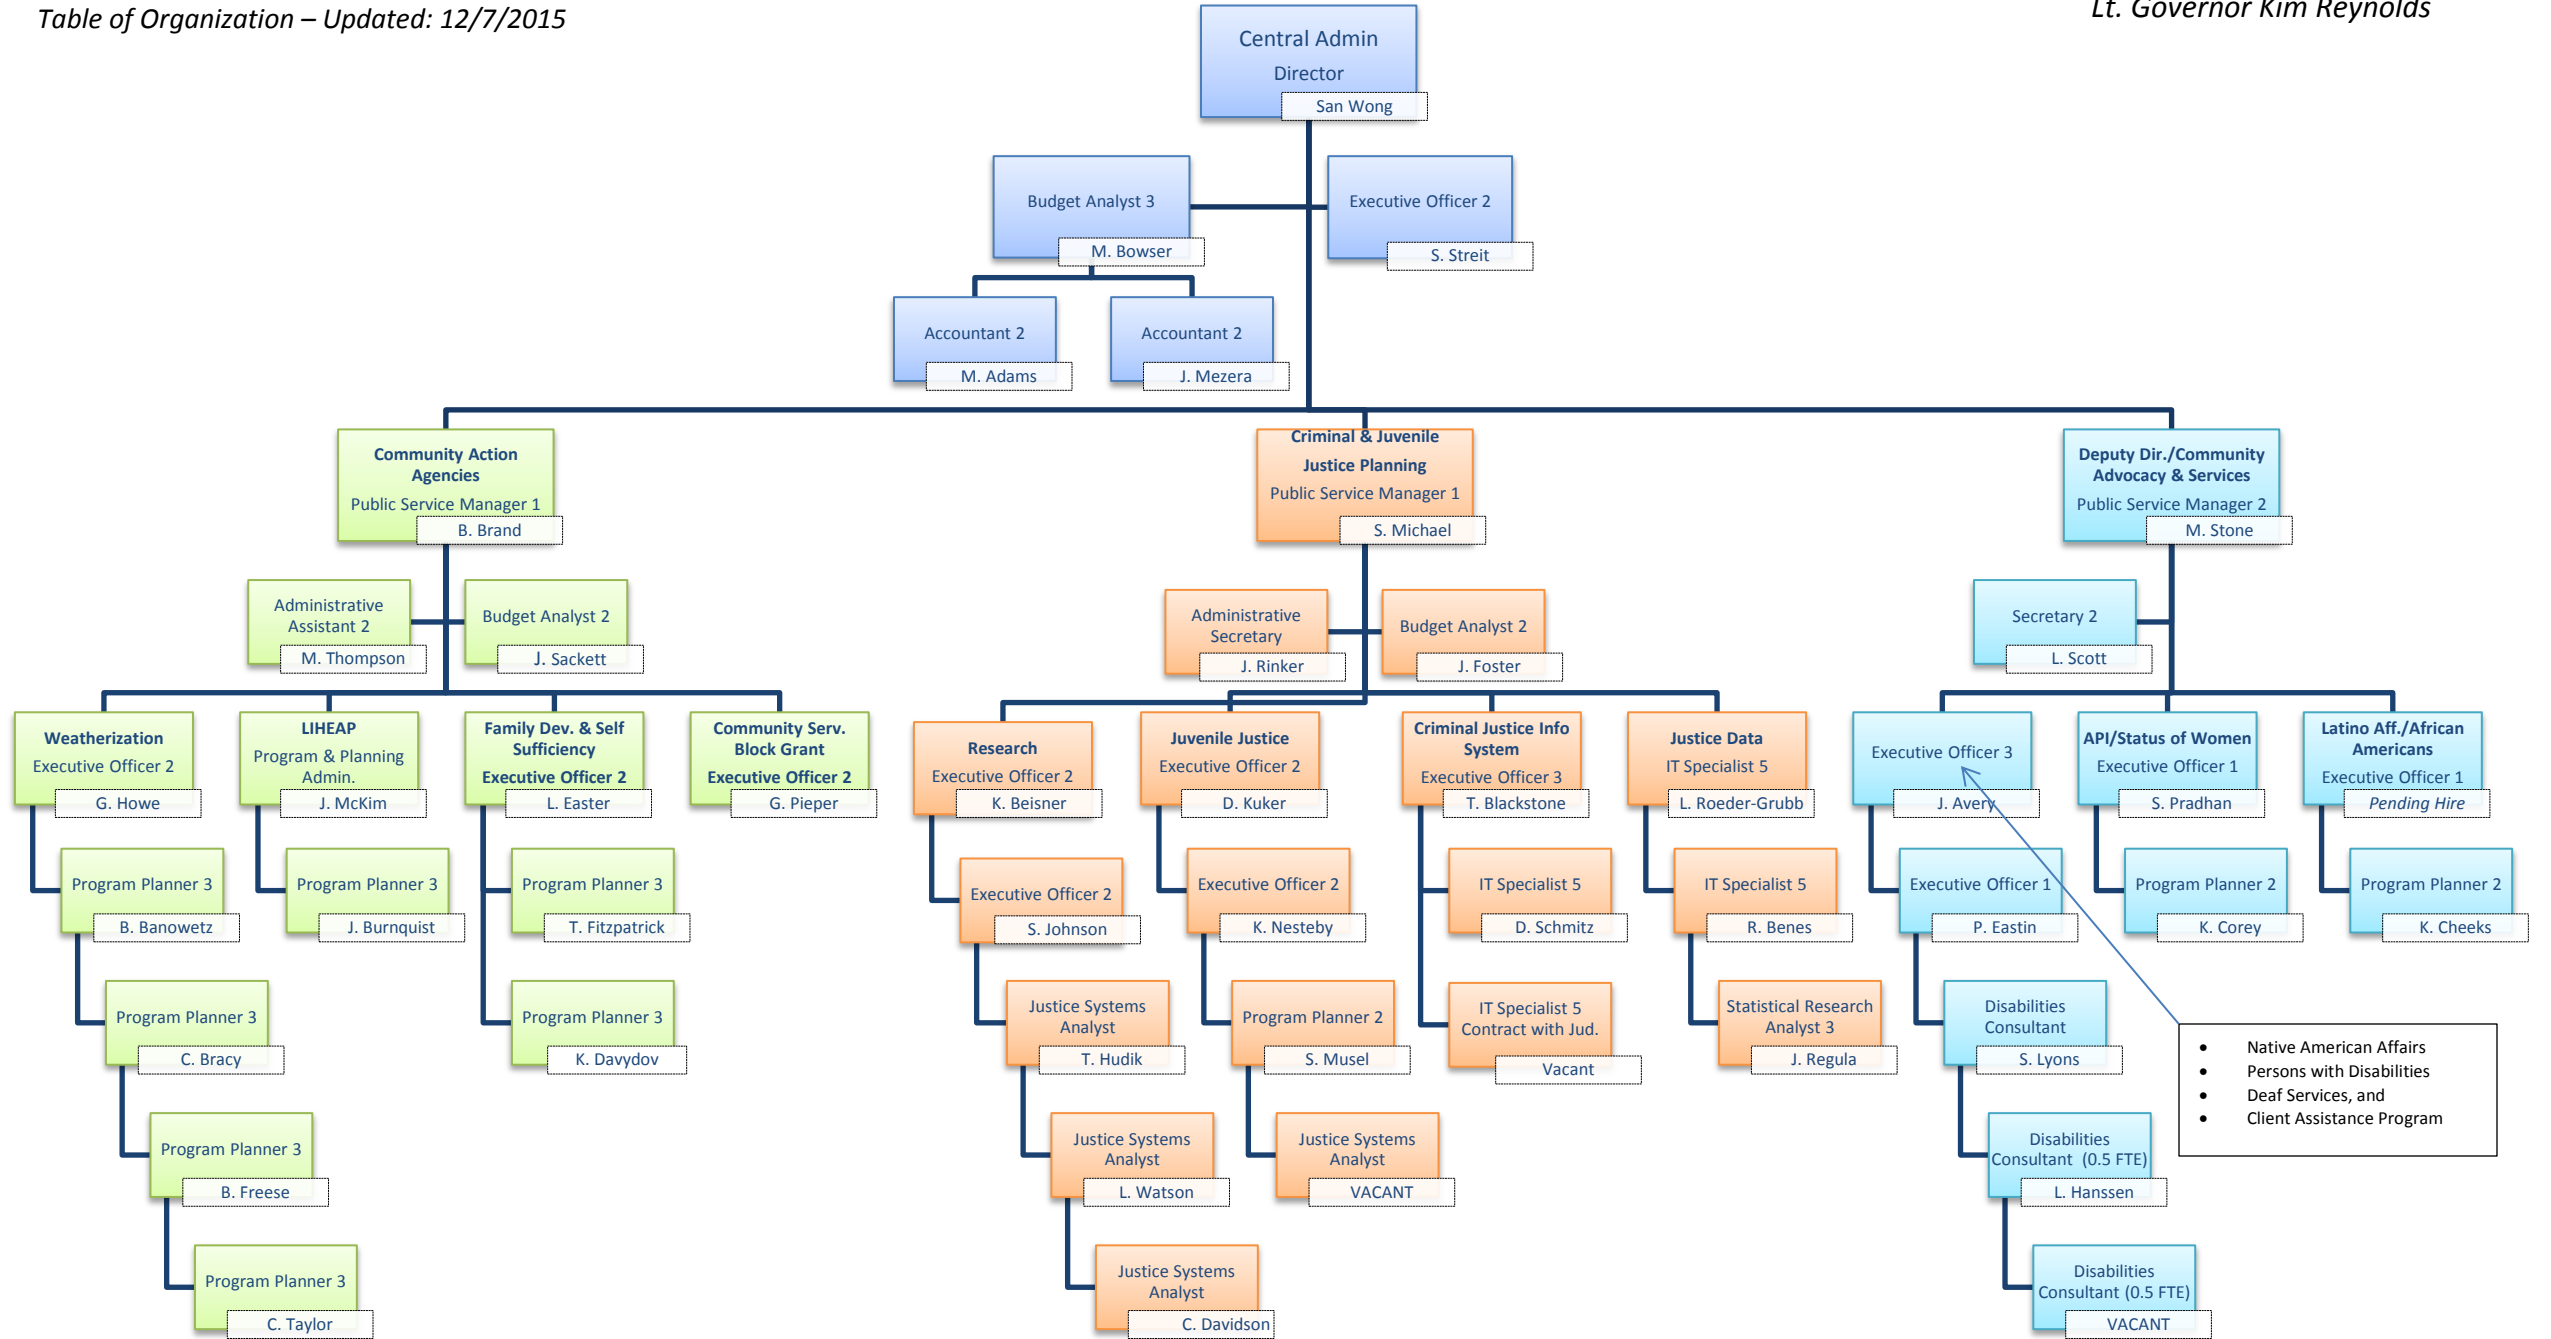 Table of Organization – Updated: 12/7/2015
Lt. Governor Kim Reynolds
Central Admin
Director
San Wong
Budget Analyst 3
M. Bowser
Executive Officer 2
S. Streit
Accountant 2
M. Adams
Accountant 2
J. Mezera
Community Action
Agencies
Public Service Manager 1
B. Brand
Criminal & Juvenile
Justice Planning
Public Service Manager 1
S. Michael
Deputy Dir./Community
Advocacy & Services
Public Service Manager 2
M. Stone
Administrative
Assistant 2
M. Thompson
Budget Analyst 2
J. Sackett
Administrative
Secretary
J. Rinker
Budget Analyst 2
J. Foster
Secretary 2
L. Scott
Weatherization
Executive Officer 2
G. Howe
Program Planner 3
B. Banowetz
Program Planner 3
C. Bracy
Program Planner 3
B. Freese
Program Planner 3
C. Taylor
LIHEAP
Program & Planning
Admin.
J. McKim
Program Planner 3
J. Burnquist
Family Dev. & Self
Sufficiency
Executive Officer 2
L. Easter
Program Planner 3
T. Fitzpatrick
Program Planner 3
K. Davydov
Community Serv.
Block Grant
Executive Officer 2
G. Pieper
Research
Executive Officer 2
K. Beisner
Executive Officer 2
S. Johnson
Justice Systems
Analyst
T. Hudik
Justice Systems
Analyst
L. Watson
Justice Systems
Analyst
C. Davidson
Juvenile Justice
Executive Officer 2
D. Kuker
Executive Officer 2
K. Nesteby
Program Planner 2
S. Musel
Justice Systems
Analyst
VACANT
Criminal Justice Info
System
Executive Officer 3
T. Blackstone
IT Specialist 5
D. Schmitz
IT Specialist 5
Contract with Jud.
Vacant
Justice Data
IT Specialist 5
L. Roeder-Grubb
IT Specialist 5
R. Benes
Statistical Research
Analyst 3
J. Regula
Executive Officer 3
J. Avery
Executive Officer 1
P. Eastin
Disabilities
Consultant
S. Lyons
Disabilities
Consultant (0.5 FTE)
L. Hanssen
Disabilities
Consultant (0.5 FTE)
VACANT
API/Status of Women
Executive Officer 1
S. Pradhan
Program Planner 2
K. Corey
Latino Aff./African
Americans
Executive Officer 1
Pending Hire
Program Planner 2
K. Cheeks
• Native American Affairs
• Persons with Disabilities
• Deaf Services, and
• Client Assistance Program